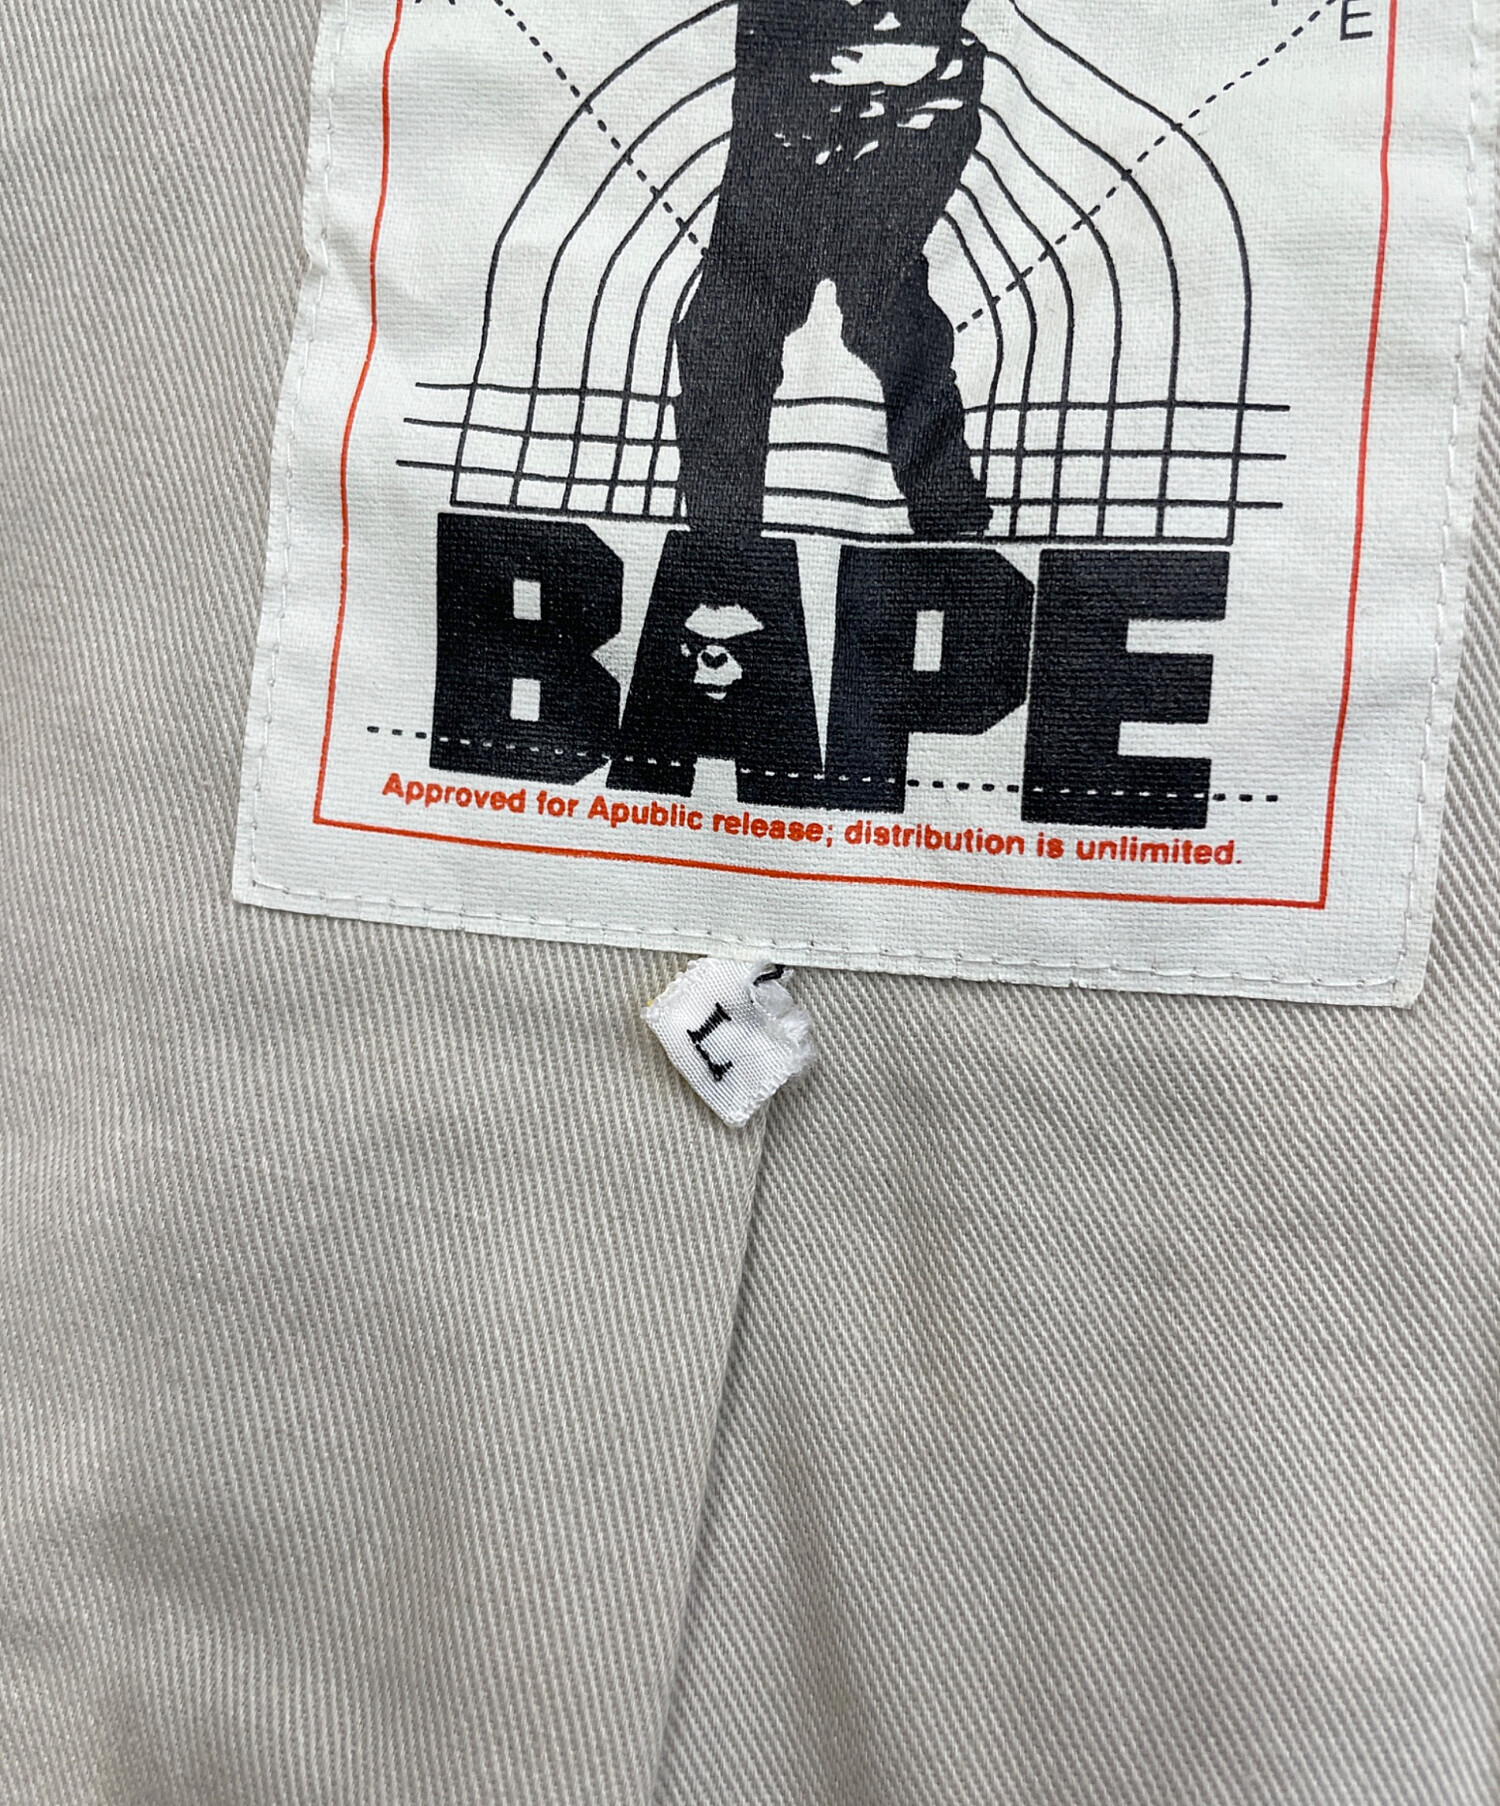 E
BAPE
Approved for Apublic release; distribution is unlimited.
L